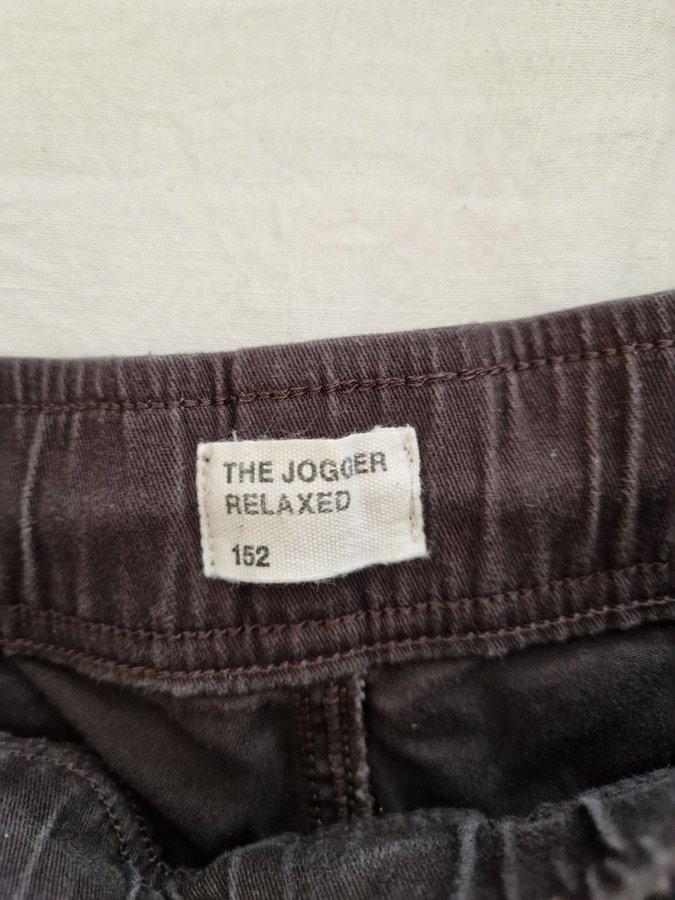 THE JOGGER
RELAXED
152